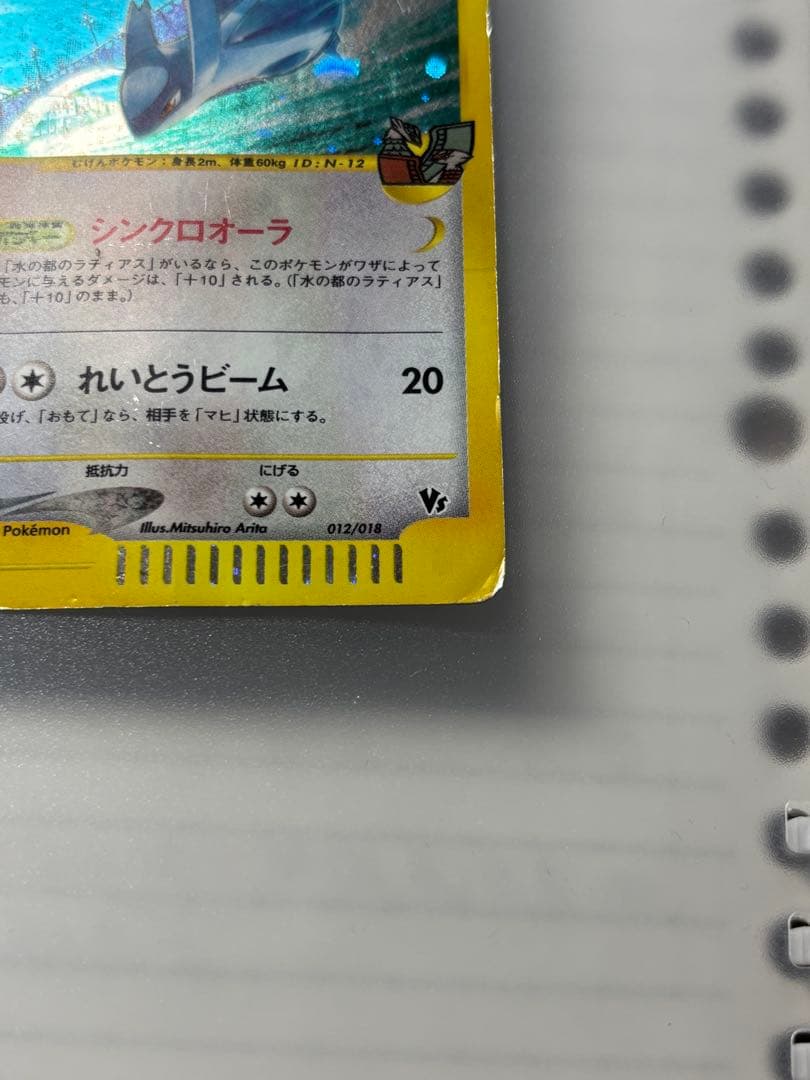 むげんポケモン：身長2m、体重60kg ID：N-12
シンクロオーラ
「水の都のラティアス」がいるなら、このポケモンがワザによって
モンに与えるダメージは、「＋10」される。（「水の都のラティアス」
も、「＋10」のまま。）
れいとうビーム 20
投げ、「おもて」なら、相手を「マヒ」状態にする。
抵抗力 にげる
Vs
Pokémon Illus.Mitsuhiro Arita 012/018